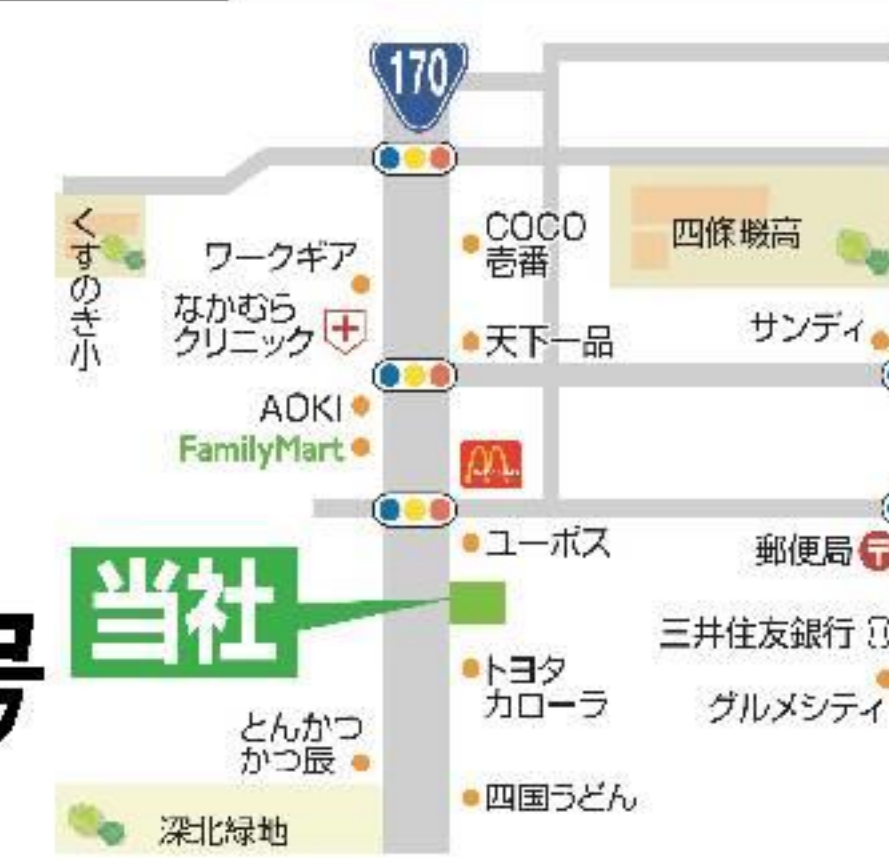 170
くすのき小
ワークギア
なかむら
クリニック
COCO
壱番
四條畷高
天下一品
サンディ
AOKI
FamilyMart
ユーポス
郵便局
当社
号
三井住友銀行
トヨタ
カローラ
グルメシティ
とんかつ
かつ辰
四国うどん
深北緑地